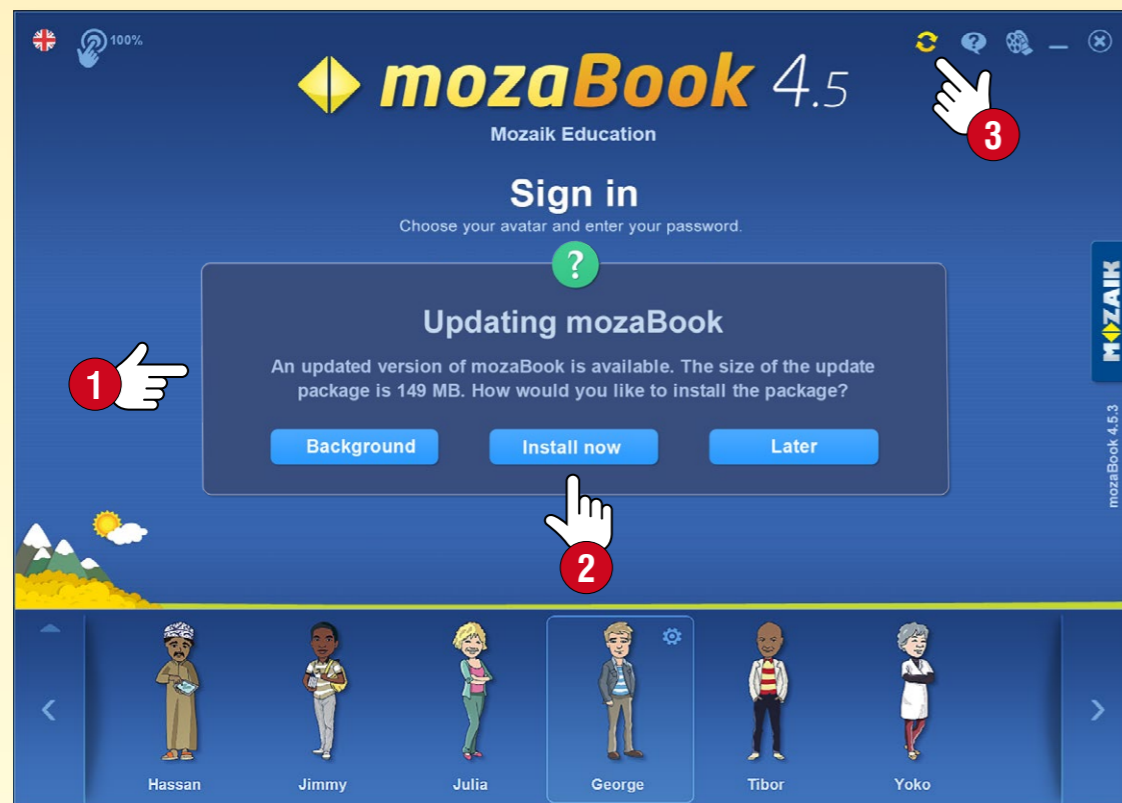 100%
mozaBook 4.5
Mozaik Education
3
Sign in
Choose your avatar and enter your password.
?
Updating mozaBook
An updated version of mozaBook is available. The size of the update
package is 149 MB. How would you like to install the package?
1
Background
Install now
Later
2
MOZAIK
mozaBook 4.5.3
Hassan
Jimmy
Julia
George
Tibor
Yoko